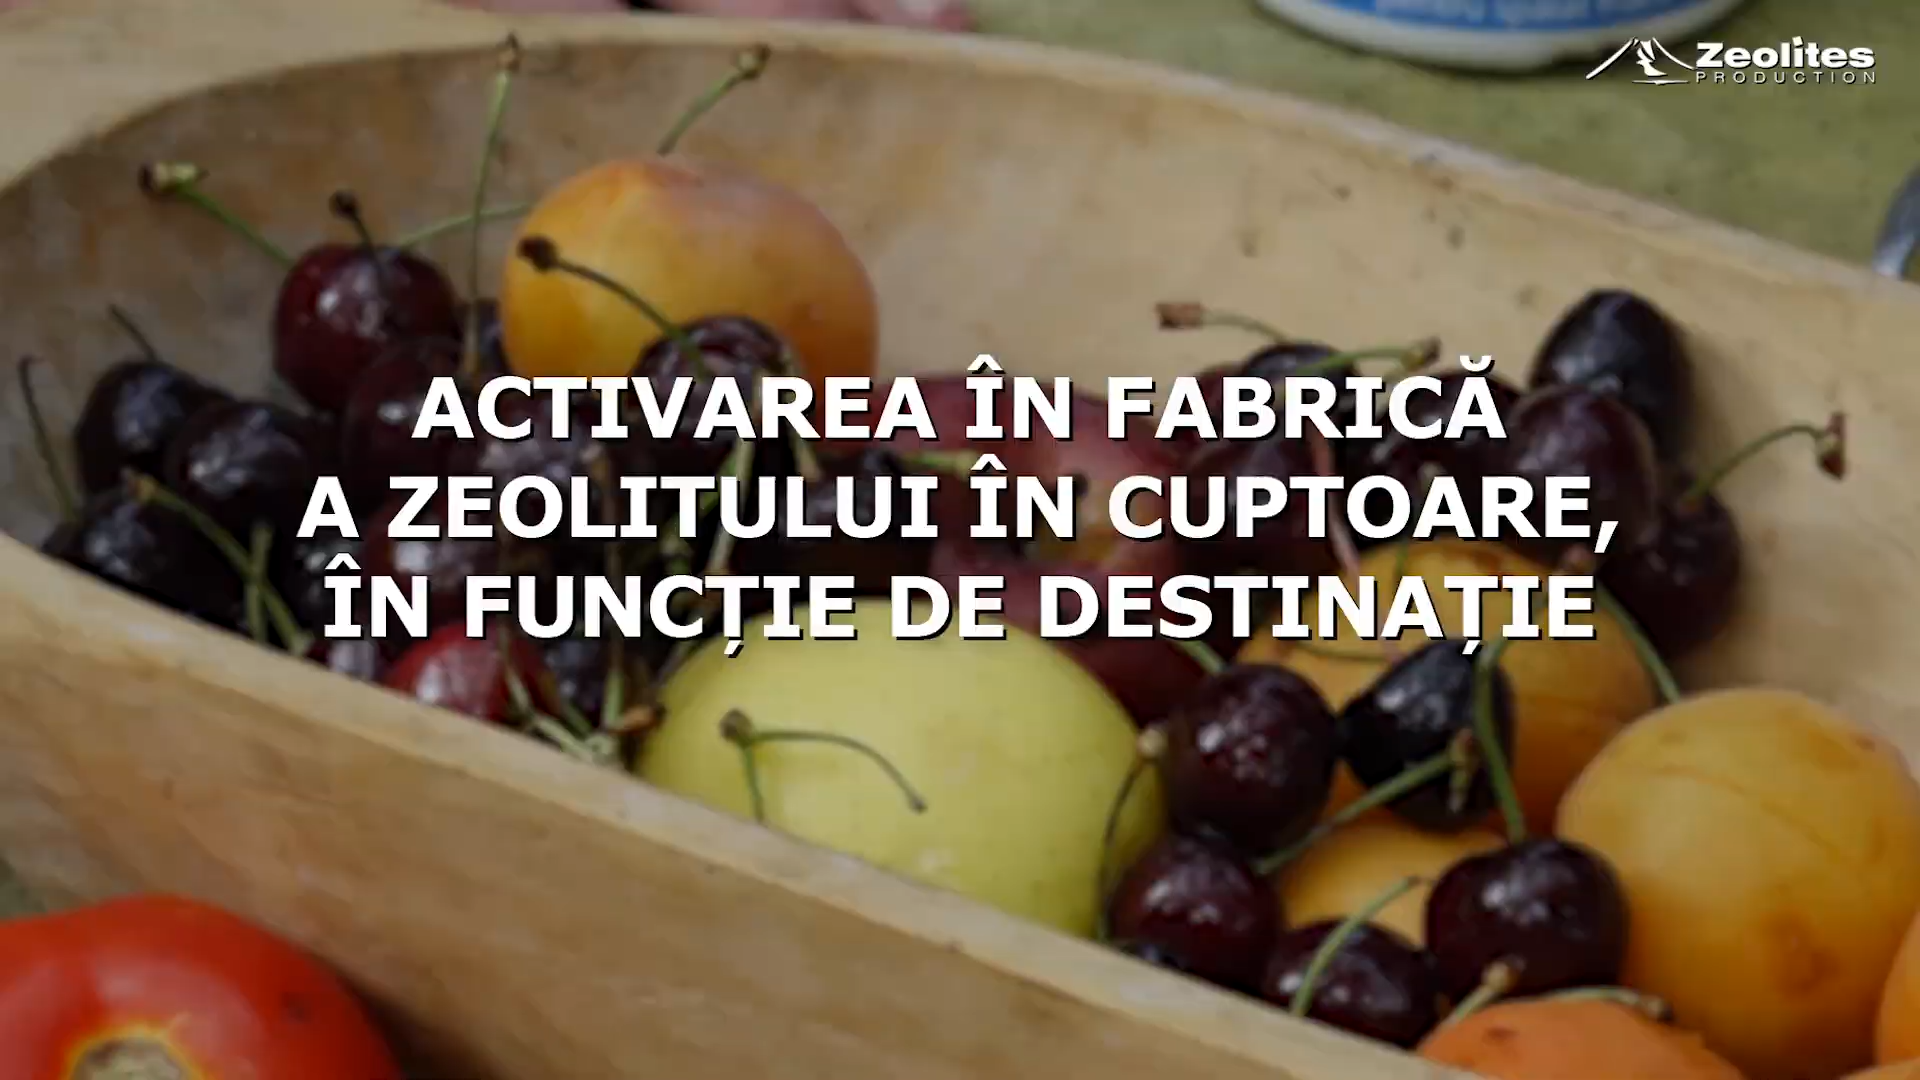 Zeolites
PRODUCTION
ACTIVAREA ÎN FABRICĂ
A ZEOLITULUI ÎN CUPTOARE,
ÎN FUNCȚIE DE DESTINAȚIE